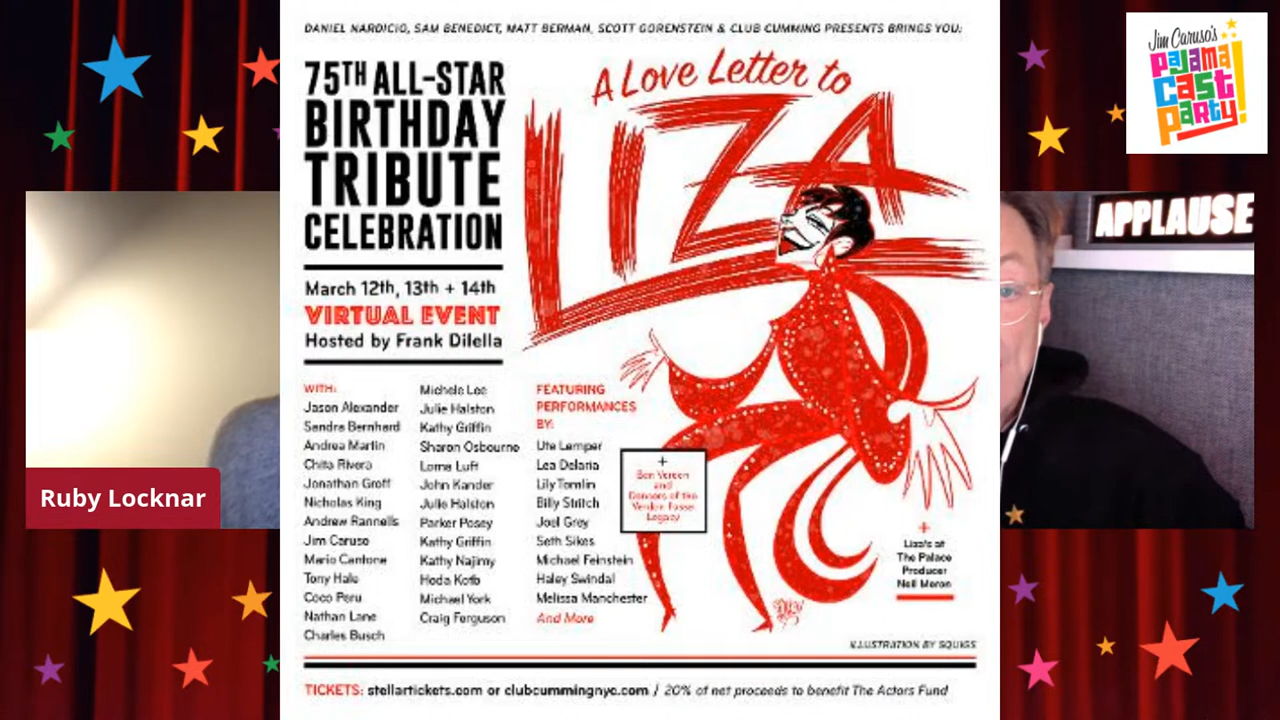 DANIEL NARDICIO, SAM BENEDICT, MATT BERMAN, SCOTT GORENSTEIN & CLUB CUMMING PRESENTS BRINGS YOU:
75TH ALL-STAR
BIRTHDAY
TRIBUTE
CELEBRATION
March 12th, 13th + 14th
VIRTUAL EVENT
Hosted by Frank Dilella
A Love Letter to
LIZA
WITH:
Jason Alexander
Sandra Bernhard
Andrea Martin
Chita Rivera
Jonathan Groff
Nicholas King
Andrew Rannells
Jim Caruso
Mario Cantone
Tony Hale
Coco Peru
Nathan Lane
Charles Busch
Michele Lee
Julie Halston
Kathy Griffin
Sharon Osbourne
Lorna Luft
John Kander
Julie Halston
Parker Posey
Kathy Griffin
Kathy Najimy
Hoda Kotb
Michael York
Craig Ferguson
FEATURING
PERFORMANCES
BY:
Ute Lemper
Lea Delaria
Lily Tomlin
Billy Stritch
Joel Grey
Seth Sikes
Michael Feinstein
Haley Swindal
Melissa Manchester
And More
+
Ben Vereen
and
Dancers of the
Verdon Fosse
Legacy
+
Liza's at
The Palace
Producer
Neil Meron
ILLUSTRATION BY SQUIGS
TICKETS: stellartickets.com or clubcummingnyc.com / 20% of net proceeds to benefit The Actors Fund
Ruby Locknar
Jim Caruso's
Pajama
Cast
Party!
APPLAUSE